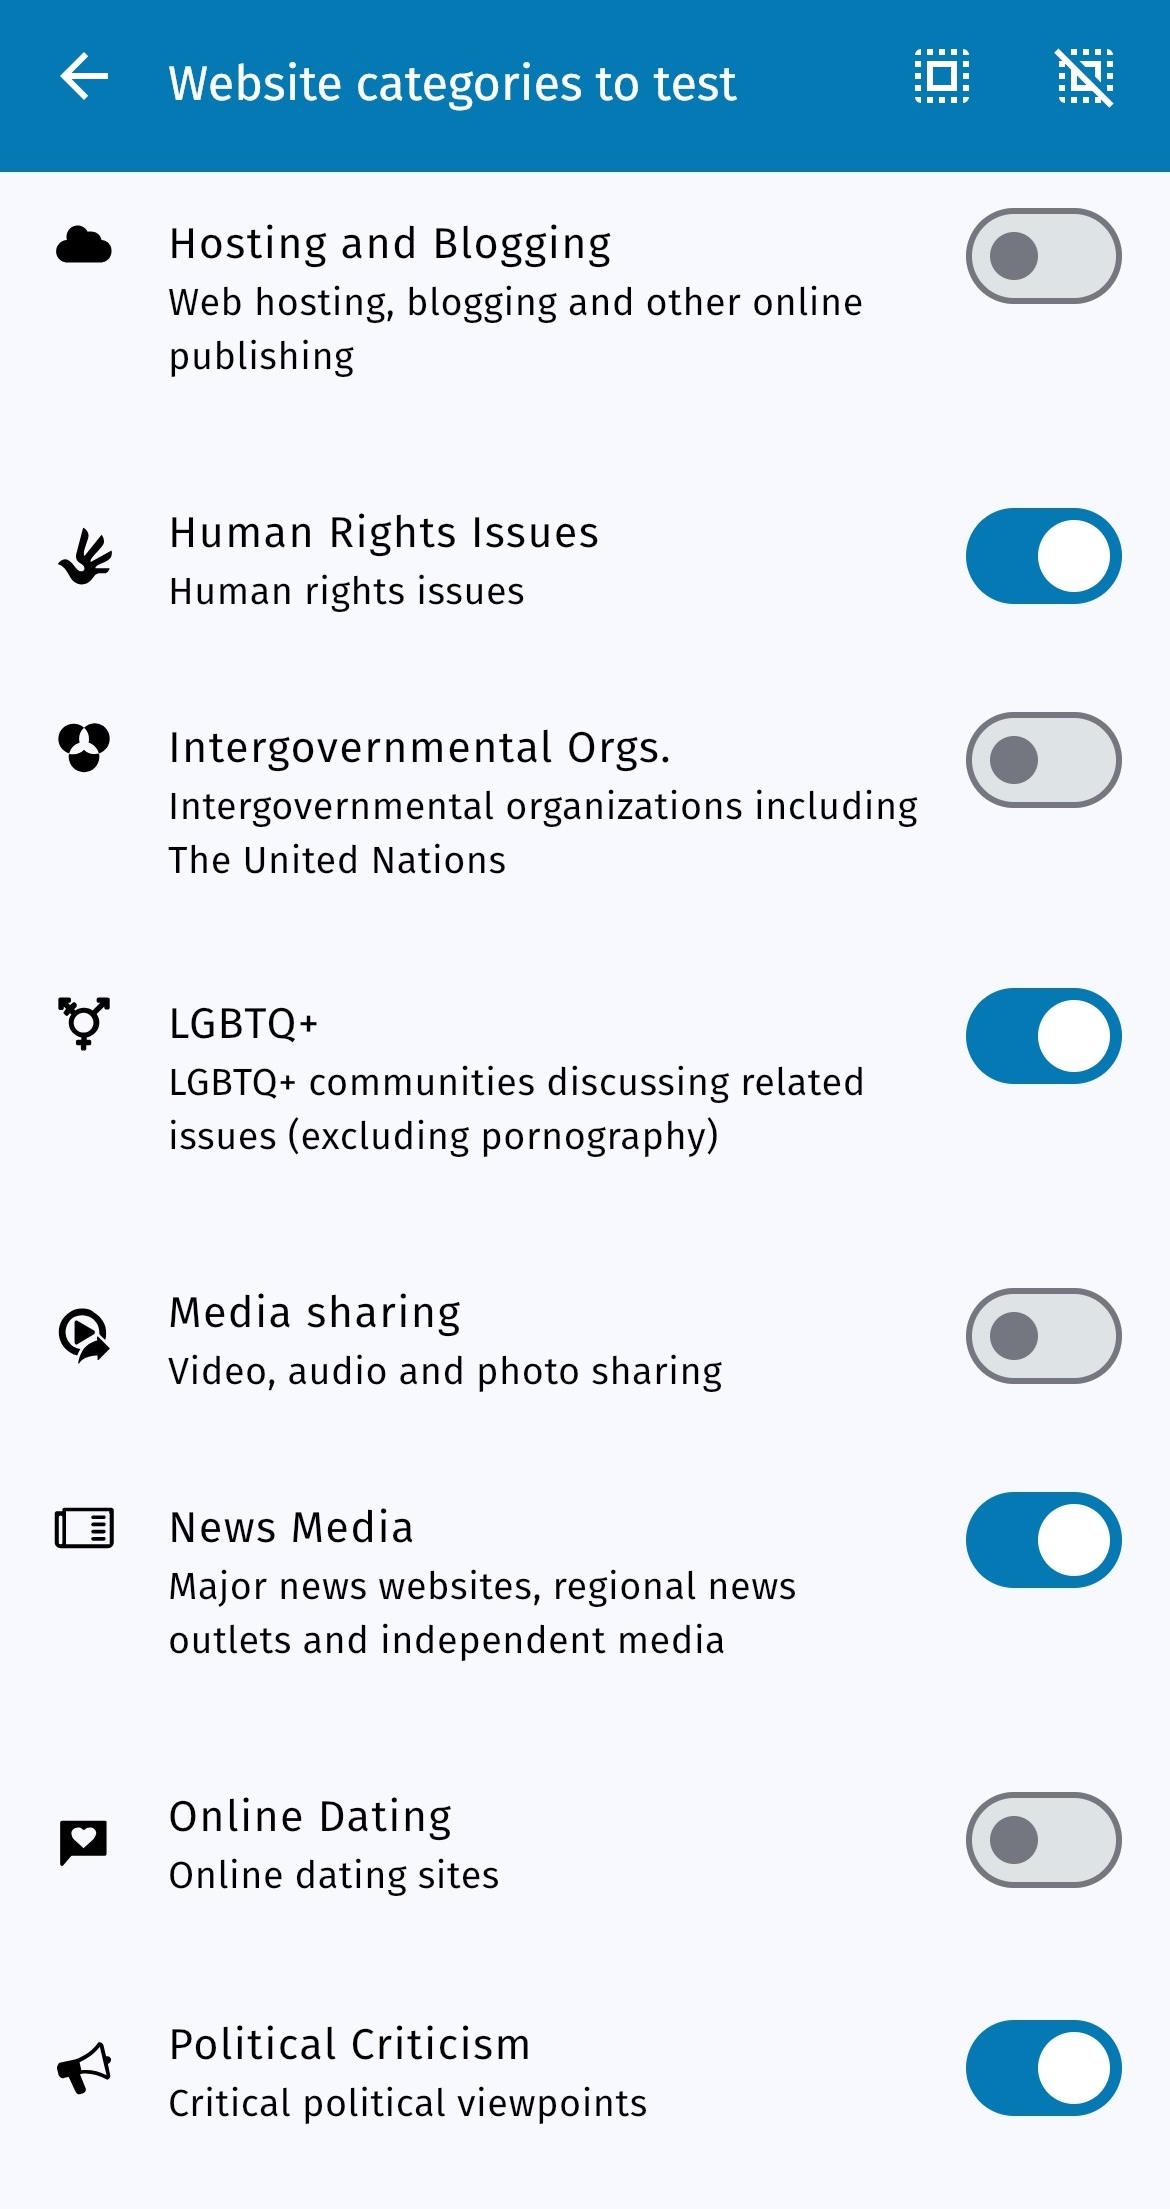 Website categories to test
Hosting and Blogging
Web hosting, blogging and other online
publishing
Human Rights Issues
Human rights issues
Intergovernmental Orgs.
Intergovernmental organizations including
The United Nations
LGBTQ+
LGBTQ+ communities discussing related
issues (excluding pornography)
Media sharing
Video, audio and photo sharing
News Media
Major news websites, regional news
outlets and independent media
Online Dating
Online dating sites
Political Criticism
Critical political viewpoints